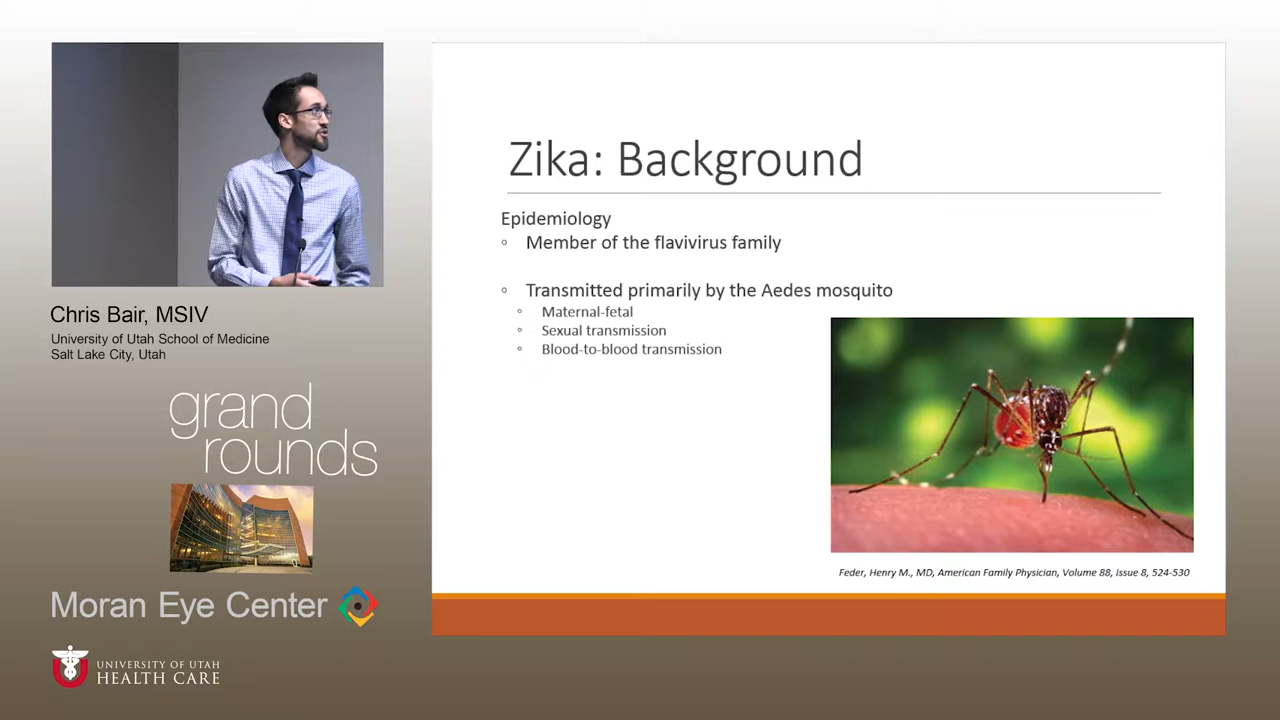 Chris Bair, MSIV
University of Utah School of Medicine
Salt Lake City, Utah
grand
rounds
Moran Eye Center
UNIVERSITY OF UTAH
HEALTH CARE
Zika: Background
Epidemiology
◦ Member of the flavivirus family
◦ Transmitted primarily by the Aedes mosquito
◦ Maternal-fetal
◦ Sexual transmission
◦ Blood-to-blood transmission
Feder, Henry M., MD, American Family Physician, Volume 88, Issue 8, 524-530